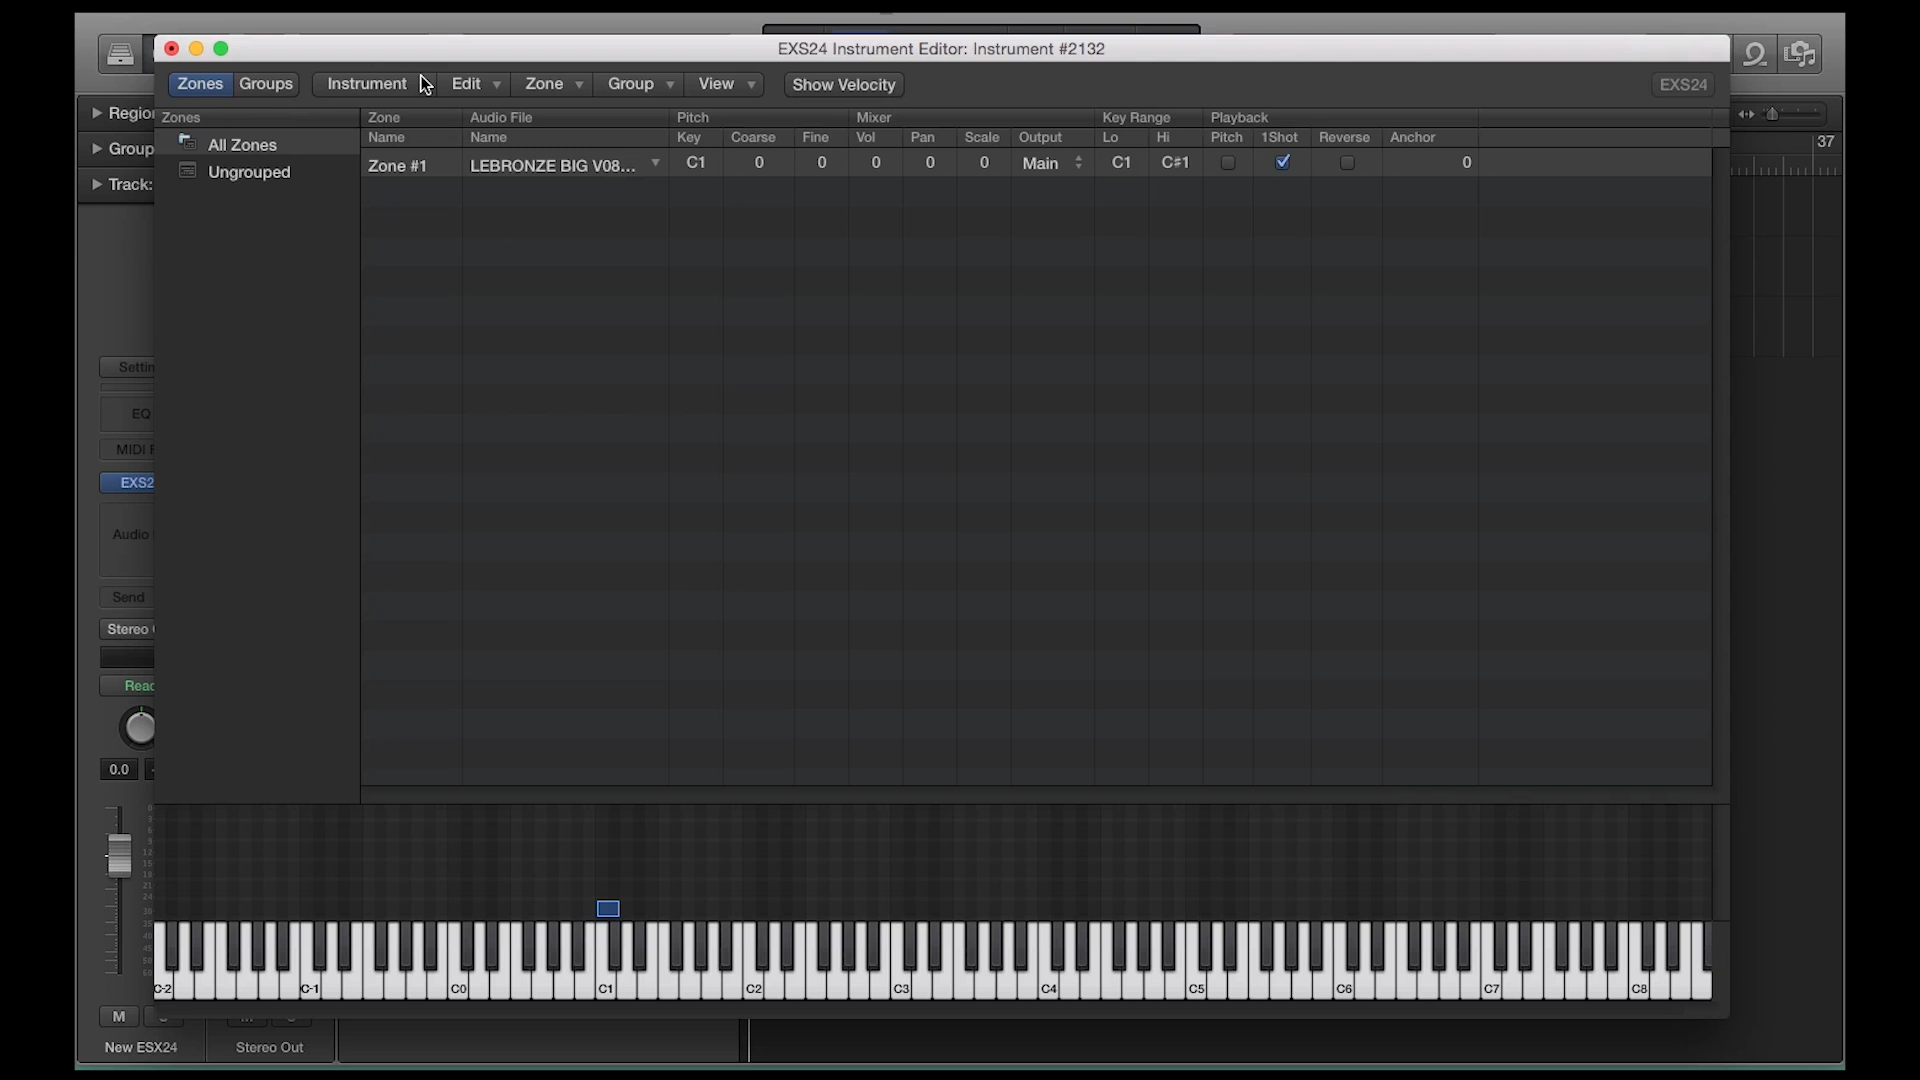 EXS24 Instrument Editor: Instrument #2132
Zones Groups Instrument Edit Zone Group View Show Velocity EXS24
Zones Zone Audio File Pitch Mixer Key Range Playback
Name Name Key Coarse Fine Vol Pan Scale Output Lo Hi Pitch 1Shot Reverse Anchor
All Zones
Ungrouped
Zone #1 LEBRONZE BIG V08... C1 0 0 0 0 0 Main C1 C#1 0
Group
Track:
37
EQ
Audio
Send
Stereo
0.0
C-2 C-1 C0 C1 C2 C3 C4 C5 C6 C7 C8
M
New ESX24 Stereo Out